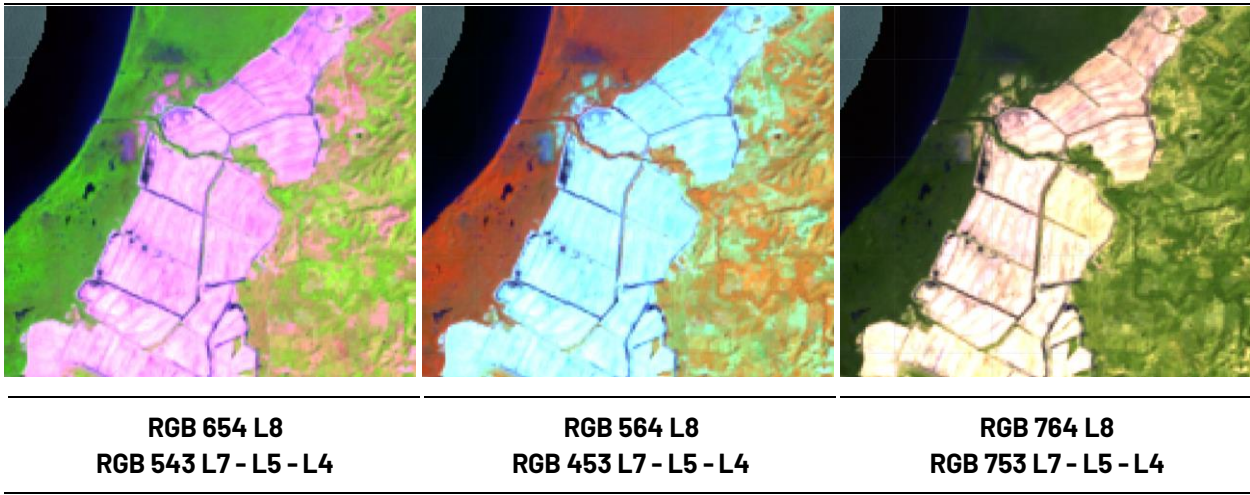 RGB 654 L8
RGB 543 L7 - L5 - L4
RGB 564 L8
RGB 453 L7 - L5 - L4
RGB 764 L8
RGB 753 L7 - L5 - L4